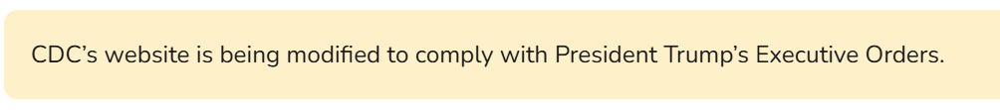 CDC’s website is being modified to comply with President Trump’s Executive Orders.